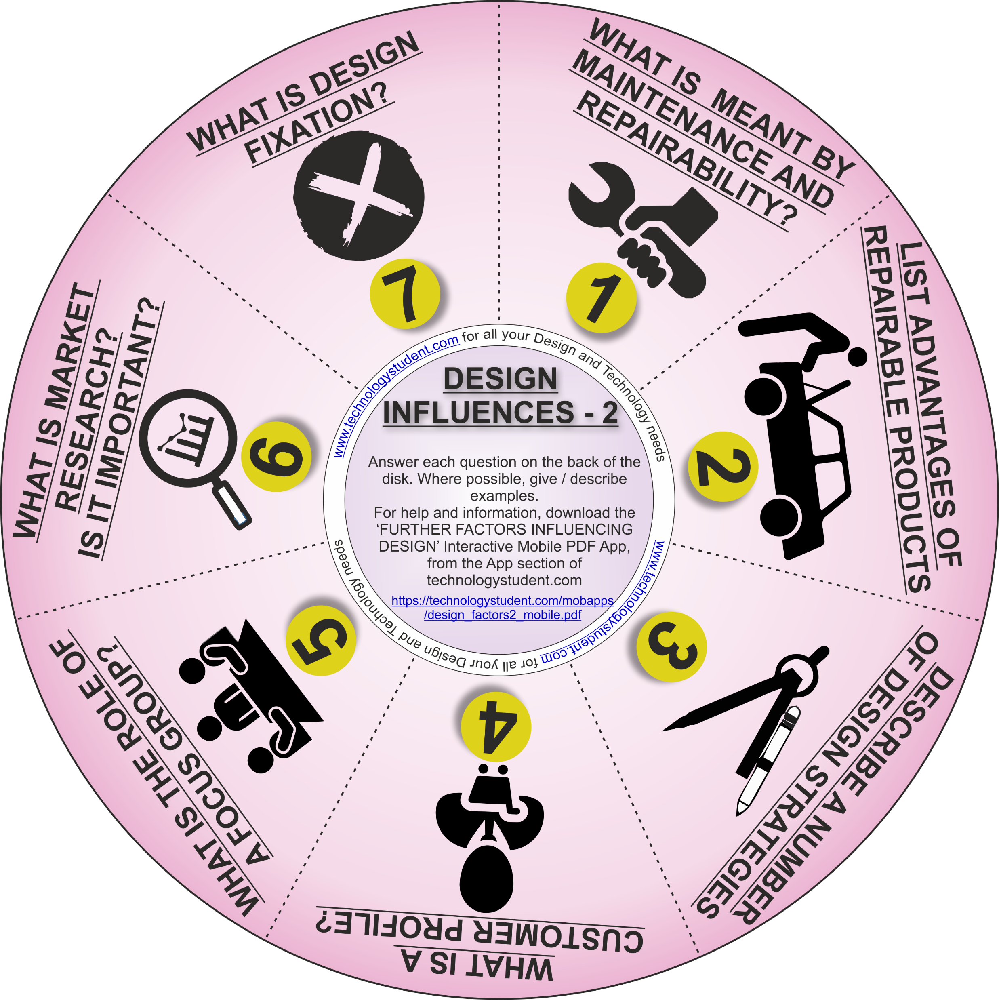 DESIGN
INFLUENCES - 2
Answer each question on the back of the
disk. Where possible, give / describe
examples.
For help and information, download the
‘FURTHER FACTORS INFLUENCING
DESIGN’ Interactive Mobile PDF App,
from the App section of
technologystudent.com
https://technologystudent.com/mobapps
/design_factors2_mobile.pdf
www.technologystudent.com for all your Design and Technology needs
www.technologystudent.com for all your Design and Technology needs
WHAT IS MEANT BY
MAINTENANCE AND
REPAIRABILITY?
1
LIST ADVANTAGES OF
REPAIRABLE PRODUCTS
2
DESCRIBE A NUMBER
OF DESIGN STRATEGIES
3
WHAT IS A
CUSTOMER PROFILE?
4
WHAT IS THE ROLE OF
A FOCUS GROUP?
5
WHAT IS MARKET
RESEARCH?
IS IT IMPORTANT?
6
WHAT IS DESIGN
FIXATION?
7